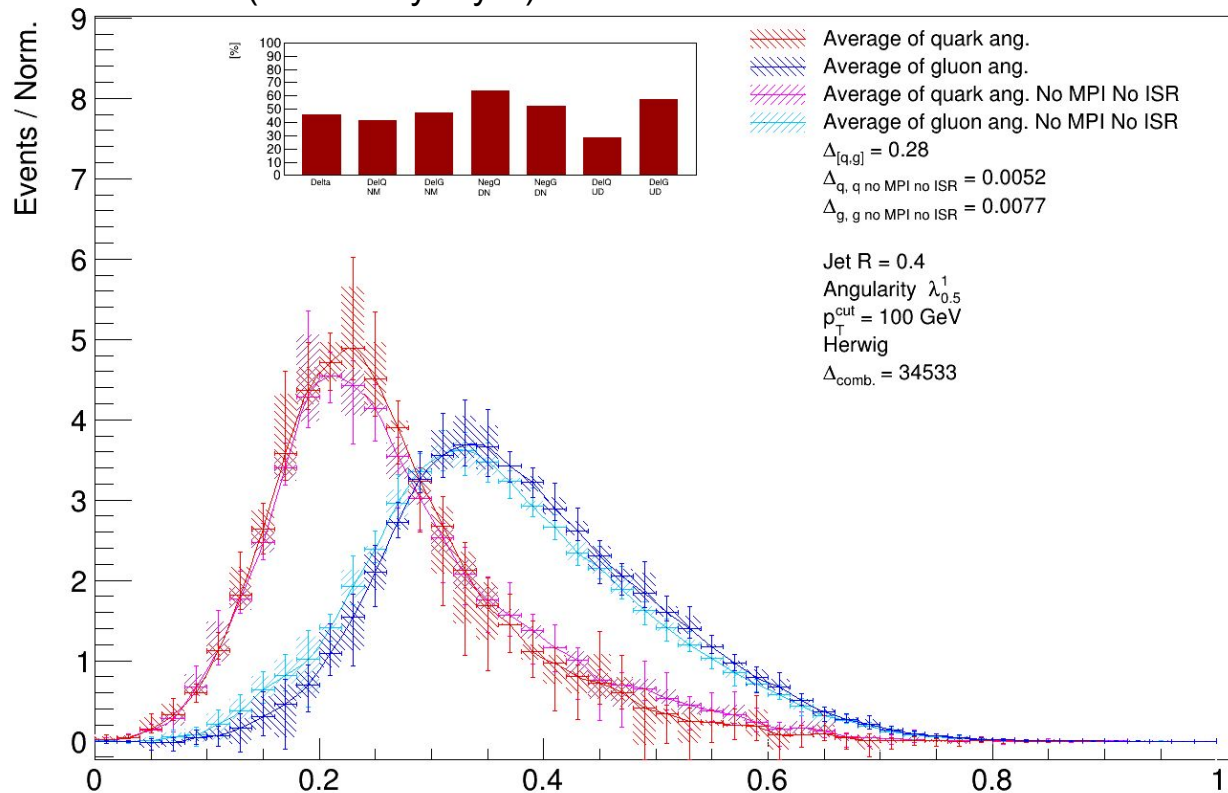 Events / Norm.
9
8
7
6
5
4
3
2
1
0
[%]
100
90
80
70
60
50
40
30
20
10
0
Delta
DelQ NM
DelG NM
NegQ DN
NegG DN
DelQ UD
DelG UD
Average of quark ang.
Average of gluon ang.
Average of quark ang. No MPI No ISR
Average of gluon ang. No MPI No ISR
Δ[q,g] = 0.28
Δq, q no MPI no ISR = 0.0052
Δg, g no MPI no ISR = 0.0077
Jet R = 0.4
Angularity λ¹0.5
pTcut = 100 GeV
Herwig
Δcomb. = 34533
0 0.2 0.4 0.6 0.8 1